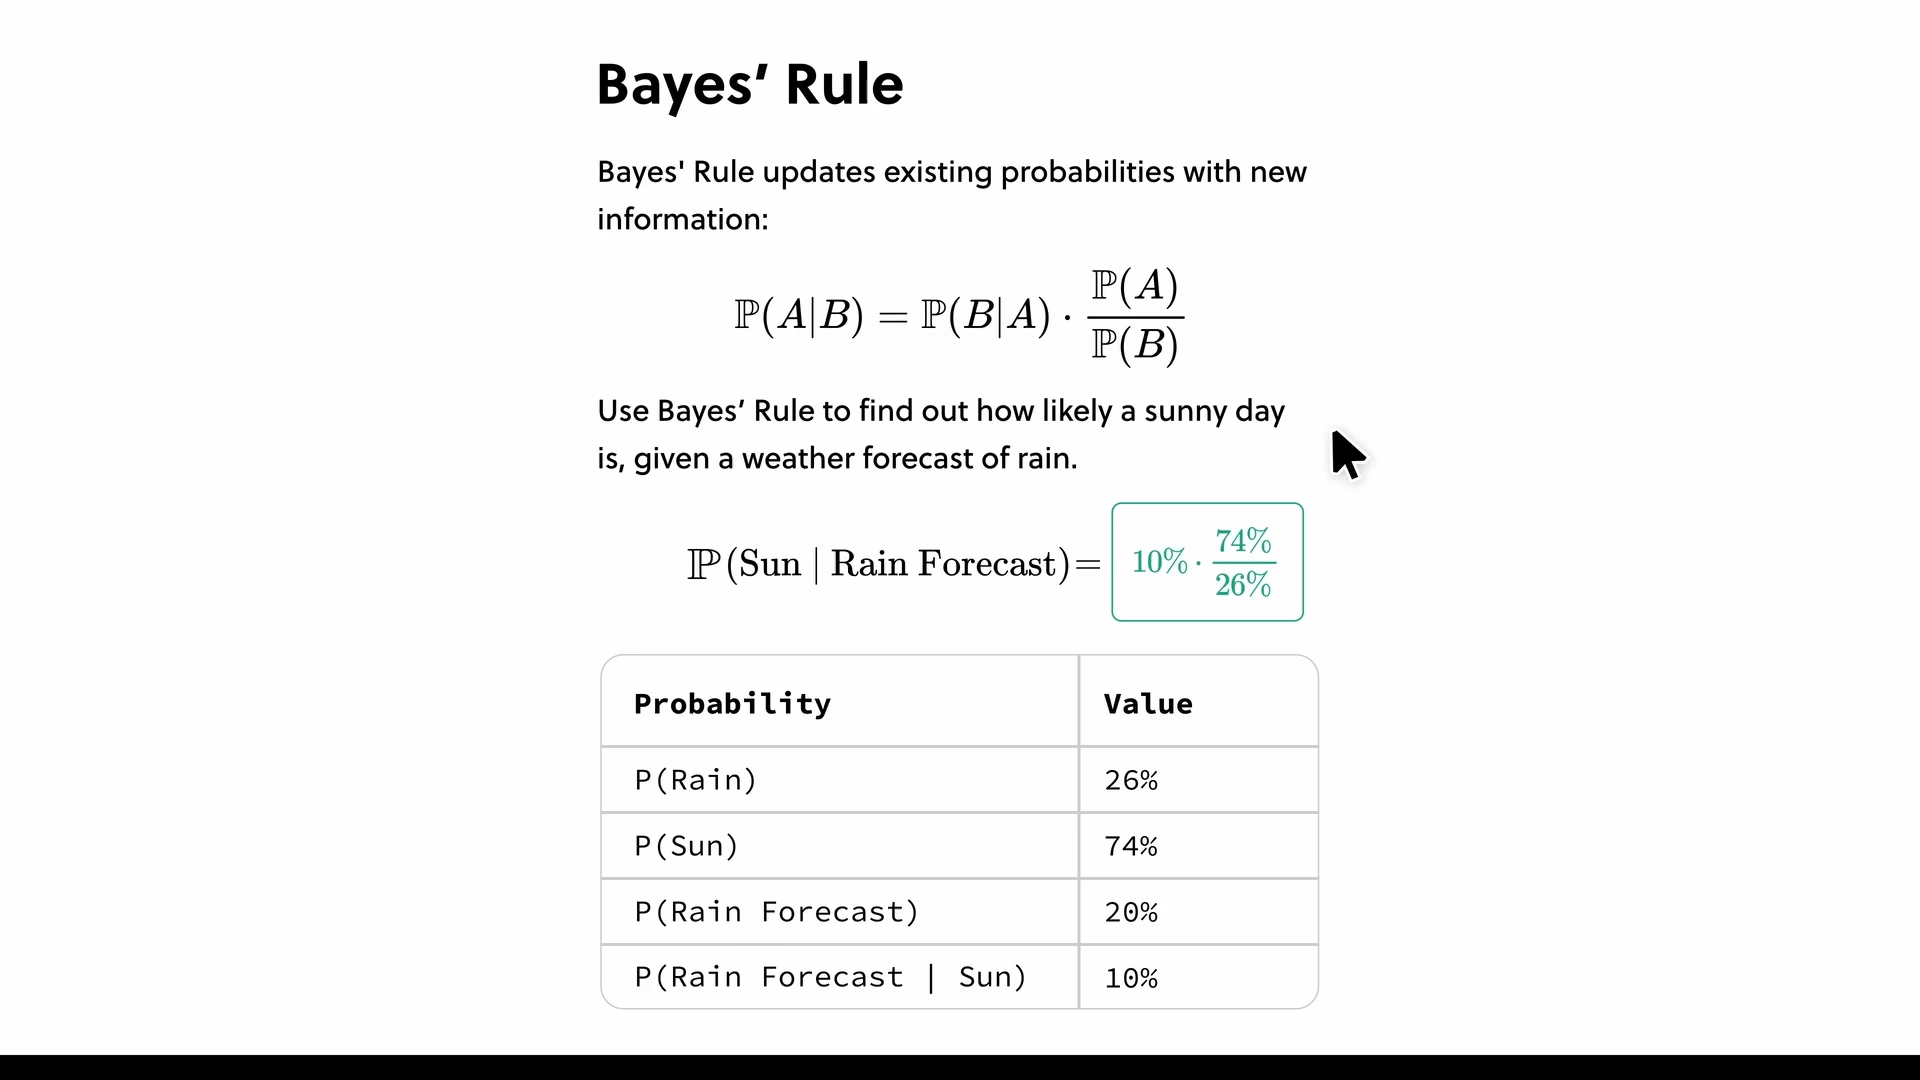 Bayes’ Rule
Bayes' Rule updates existing probabilities with new
information:
ℙ(A|B) = ℙ(B|A) · ℙ(A) / ℙ(B)
Use Bayes’ Rule to find out how likely a sunny day
is, given a weather forecast of rain.
ℙ(Sun | Rain Forecast)= 10% · 74% / 26%
Probability Value
P(Rain) 26%
P(Sun) 74%
P(Rain Forecast) 20%
P(Rain Forecast | Sun) 10%